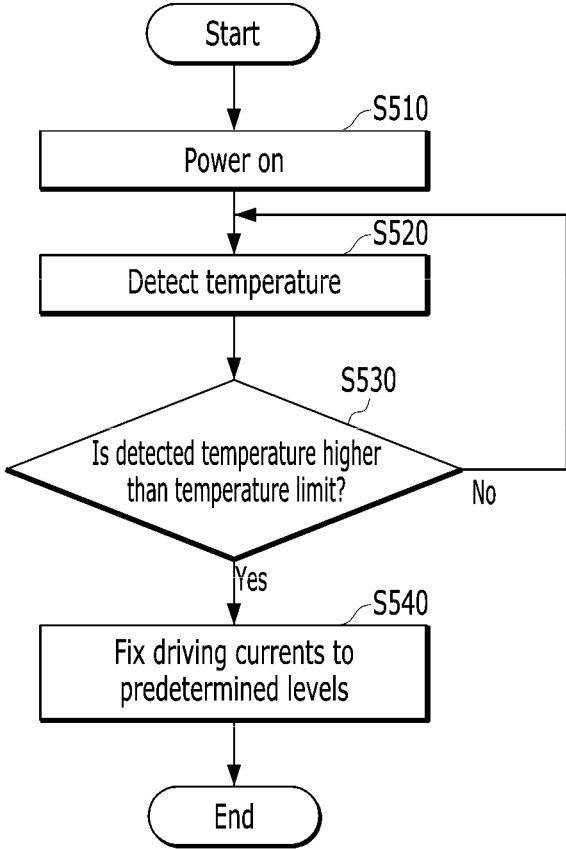 Start
S510
Power on
S520
Detect temperature
S530
Is detected temperature higher
than temperature limit?
No
Yes
S540
Fix driving currents to
predetermined levels
End